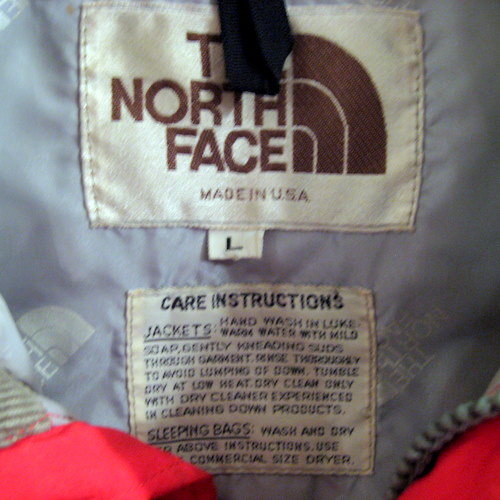 THE
NORTH
FACE
MADE IN U.S.A.
L
CARE INSTRUCTIONS
JACKETS: HAND WASH IN LUKE-
WARM WATER WITH MILD
SOAP, GENTLY KNEADING SUDS
THROUGH GARMENT. RINSE THOROUGHLY
TO AVOID LUMPING OF DOWN. TUMBLE
DRY AT LOW HEAT. DRY CLEAN ONLY
WITH DRY CLEANER EXPERIENCED
IN CLEANING DOWN PRODUCTS.
SLEEPING BAGS: WASH AND DRY
ABOVE INSTRUCTIONS. USE
COMMERCIAL SIZE DRYER.